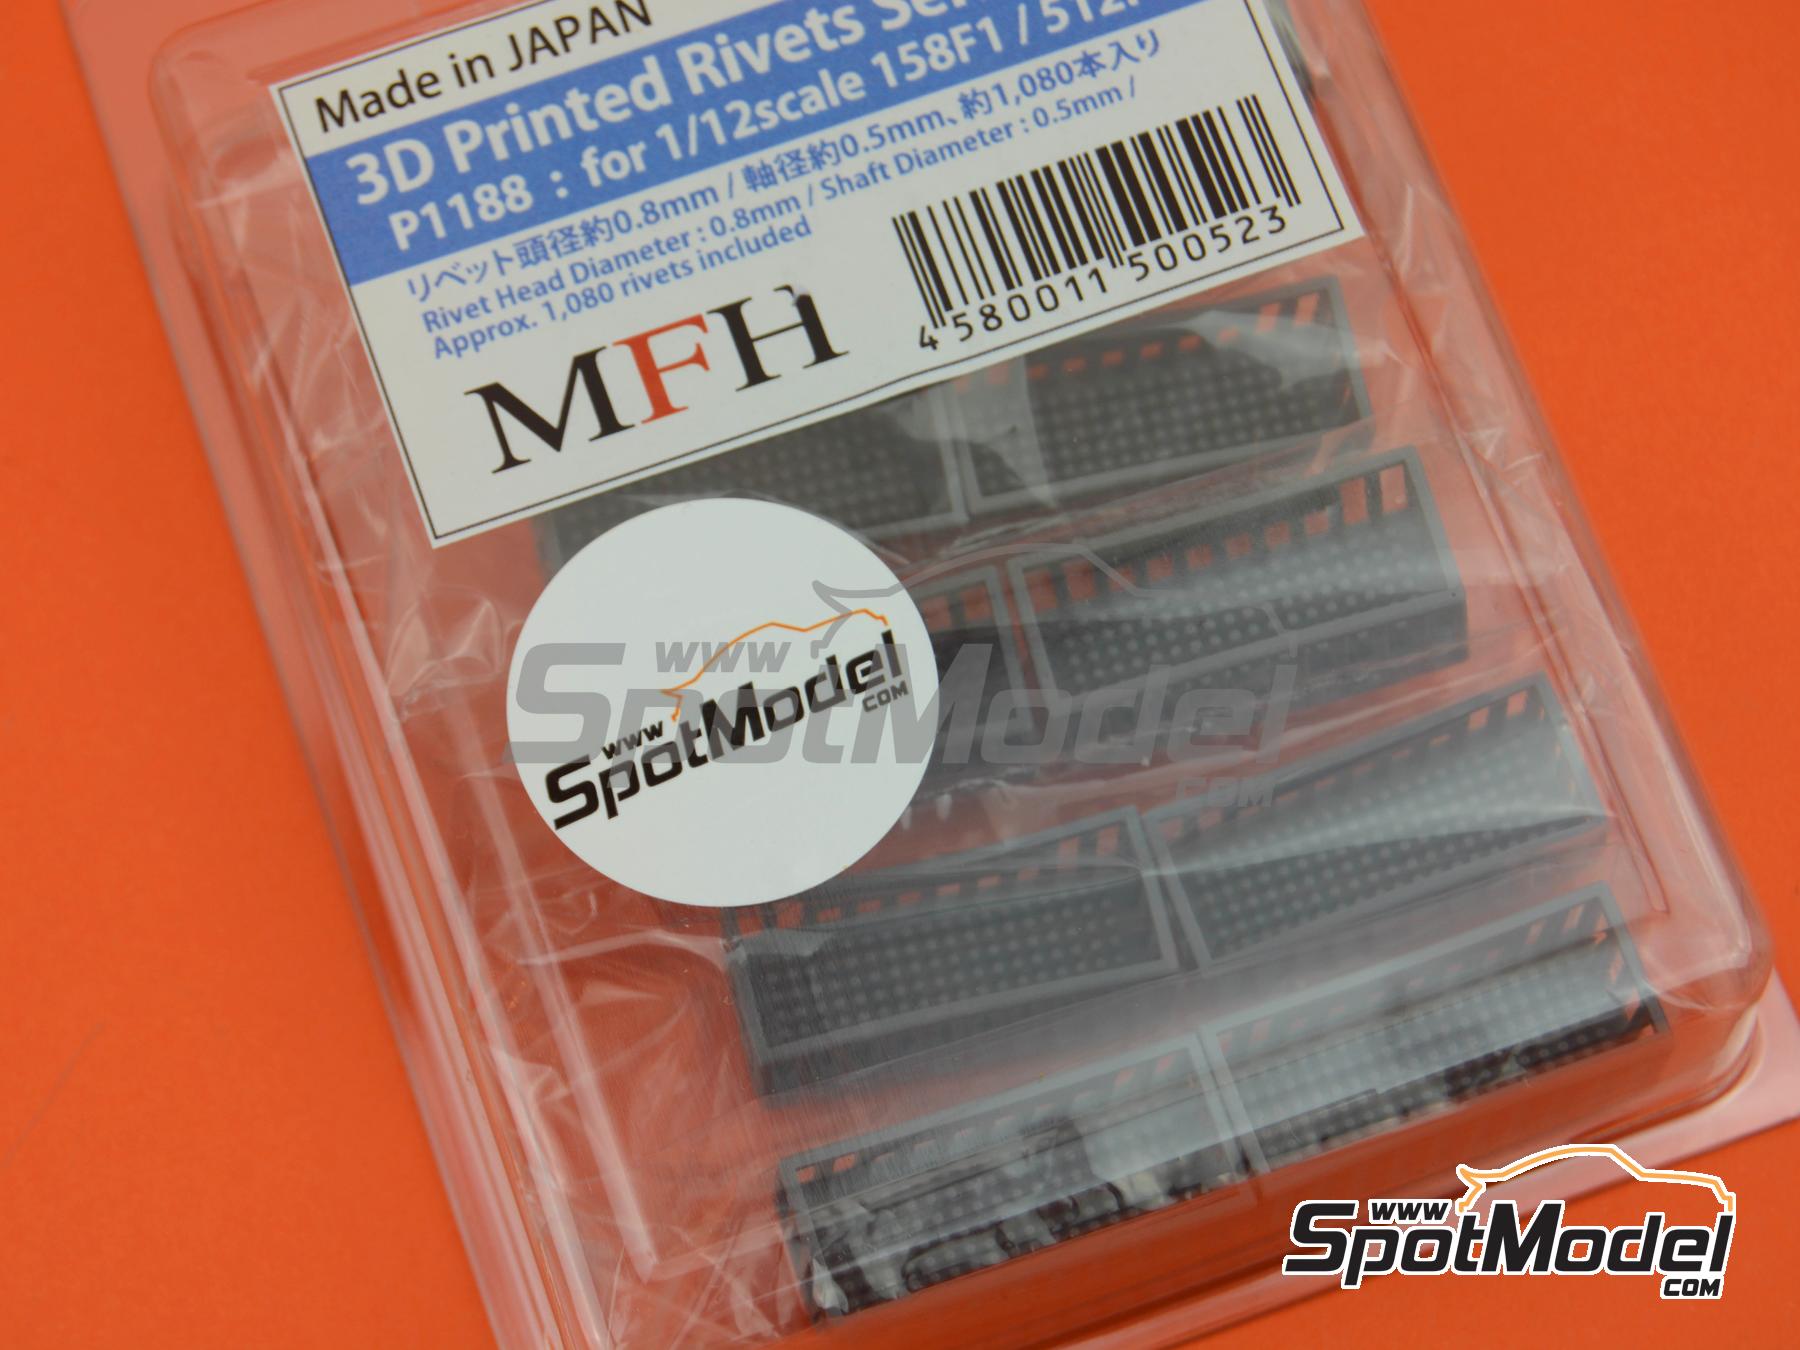 Made in JAPAN
3D Printed Rivets
P1188 : for 1/12scale 158F1 /
リベット頭径約0.8mm / 軸径約0.5mm、約1,080本入り
Rivet Head Diameter : 0.8mm / Shaft Diameter : 0.5mm /
Approx. 1,080 rivets included
MFH
4 580011 500523
www
SpotModel
.COM
www
SpotModel
.COM
www
SpotModel
.COM